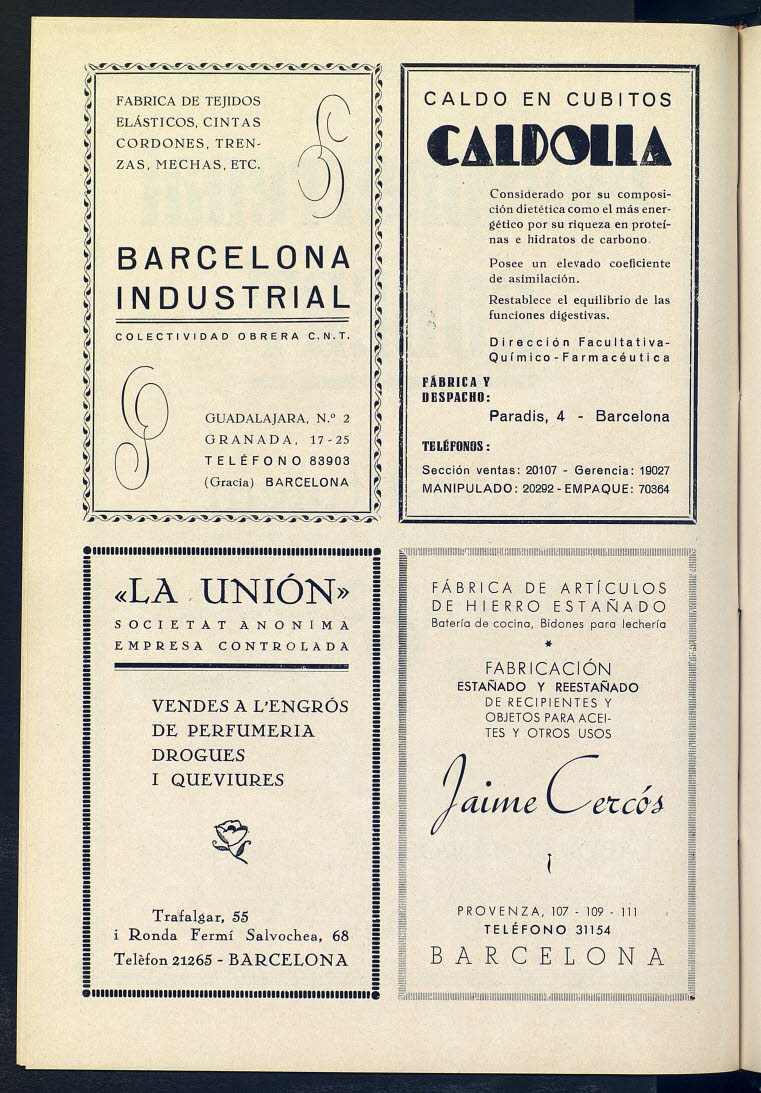 FABRICA DE TEJIDOS
ELÁSTICOS, CINTAS
CORDONES, TREN-
ZAS, MECHAS, ETC.
BARCELONA
INDUSTRIAL
COLECTIVIDAD OBRERA C.N.T.
GUADALAJARA, N.º 2
GRANADA, 17-25
TELÉFONO 83903
(Gracia) BARCELONA
CALDO EN CUBITOS
CALDOLLA
Considerado por su composi-
ción dietética como el más ener-
gético por su riqueza en proteí-
nas e hidratos de carbono.
Posee un elevado coeficiente
de asimilación.
Restablece el equilibrio de las
funciones digestivas.
Dirección Facultativa-
Químico-Farmacéutica
FÁBRICA Y
DESPACHO:
Paradis, 4 - Barcelona
TELÉFONOS:
Sección ventas: 20107 - Gerencia: 19027
MANIPULADO: 20292 - EMPAQUE: 70364
«LA UNIÓN»
SOCIETAT ANONIMA
EMPRESA CONTROLADA
VENDES A L'ENGRÓS
DE PERFUMERIA
DROGUES
I QUEVIURES
Trafalgar, 55
i Ronda Fermí Salvochea, 68
Telèfon 21265 - BARCELONA
FÁBRICA DE ARTÍCULOS
DE HIERRO ESTAÑADO
Batería de cocina, Bidones para lechería
*
FABRICACIÓN
ESTAÑADO Y REESTAÑADO
DE RECIPIENTES Y
OBJETOS PARA ACEI-
TES Y OTROS USOS
Jaime Cercós
PROVENZA, 107 - 109 - 111
TELÉFONO 31154
BARCELONA